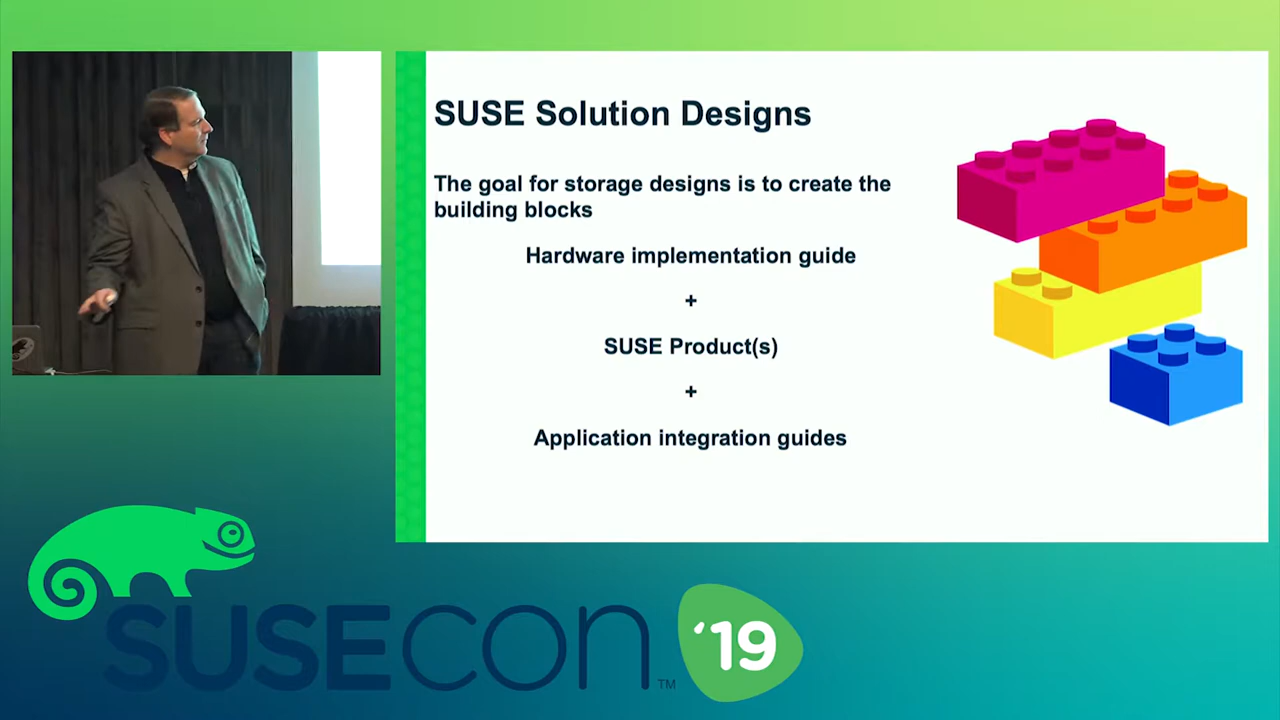 SUSE Solution Designs
The goal for storage designs is to create the
building blocks
Hardware implementation guide
+
SUSE Product(s)
+
Application integration guides
SUSECON ™ '19